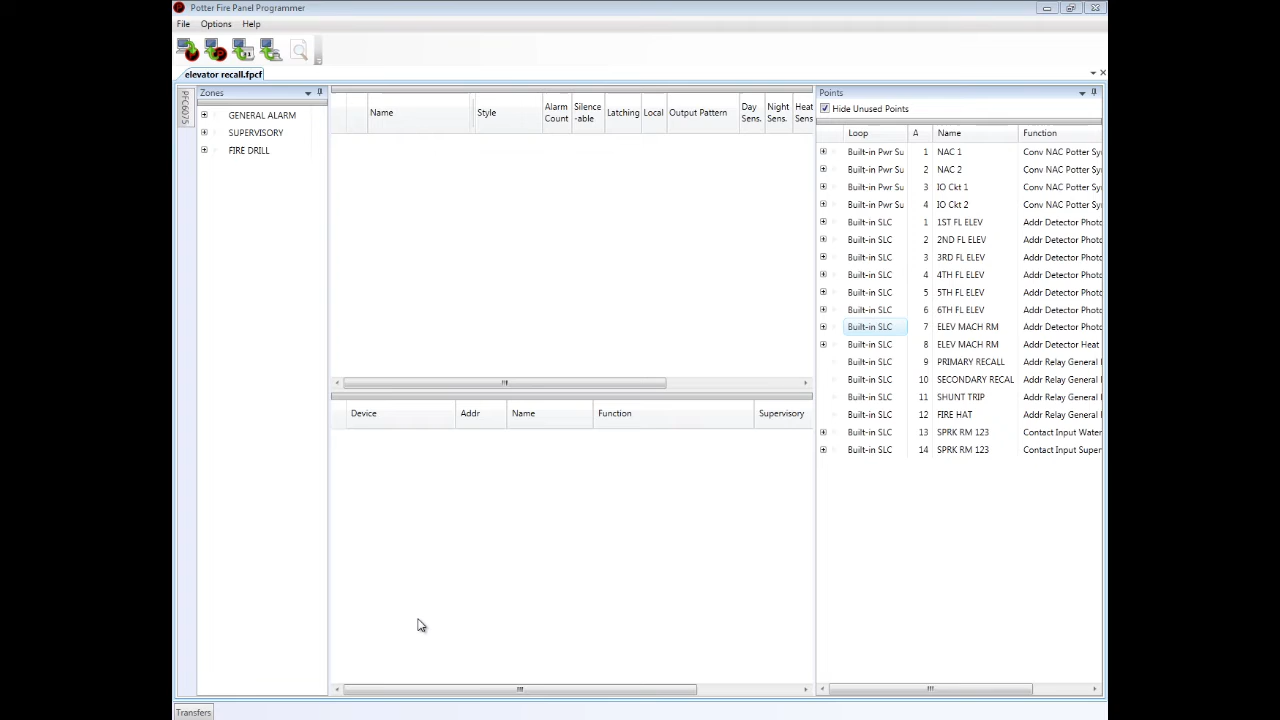 Potter Fire Panel Programmer
File Options Help
elevator recall.fpcf
PFC6075
Zones
GENERAL ALARM
SUPERVISORY
FIRE DRILL
Name Style Alarm Count Silence -able Latching Local Output Pattern Day Sens. Night Sens. Heat Sens
Device Addr Name Function Supervisory
Points
Hide Unused Points
Loop A Name Function
Built-in Pwr Su 1 NAC 1 Conv NAC Potter Sy
Built-in Pwr Su 2 NAC 2 Conv NAC Potter Sy
Built-in Pwr Su 3 IO Ckt 1 Conv NAC Potter Sy
Built-in Pwr Su 4 IO Ckt 2 Conv NAC Potter Sy
Built-in SLC 1 1ST FL ELEV Addr Detector Photo
Built-in SLC 2 2ND FL ELEV Addr Detector Photo
Built-in SLC 3 3RD FL ELEV Addr Detector Photo
Built-in SLC 4 4TH FL ELEV Addr Detector Photo
Built-in SLC 5 5TH FL ELEV Addr Detector Photo
Built-in SLC 6 6TH FL ELEV Addr Detector Photo
Built-in SLC 7 ELEV MACH RM Addr Detector Photo
Built-in SLC 8 ELEV MACH RM Addr Detector Heat
Built-in SLC 9 PRIMARY RECALL Addr Relay General
Built-in SLC 10 SECONDARY RECAL Addr Relay General
Built-in SLC 11 SHUNT TRIP Addr Relay General
Built-in SLC 12 FIRE HAT Addr Relay General
Built-in SLC 13 SPRK RM 123 Contact Input Water
Built-in SLC 14 SPRK RM 123 Contact Input Super
Transfers